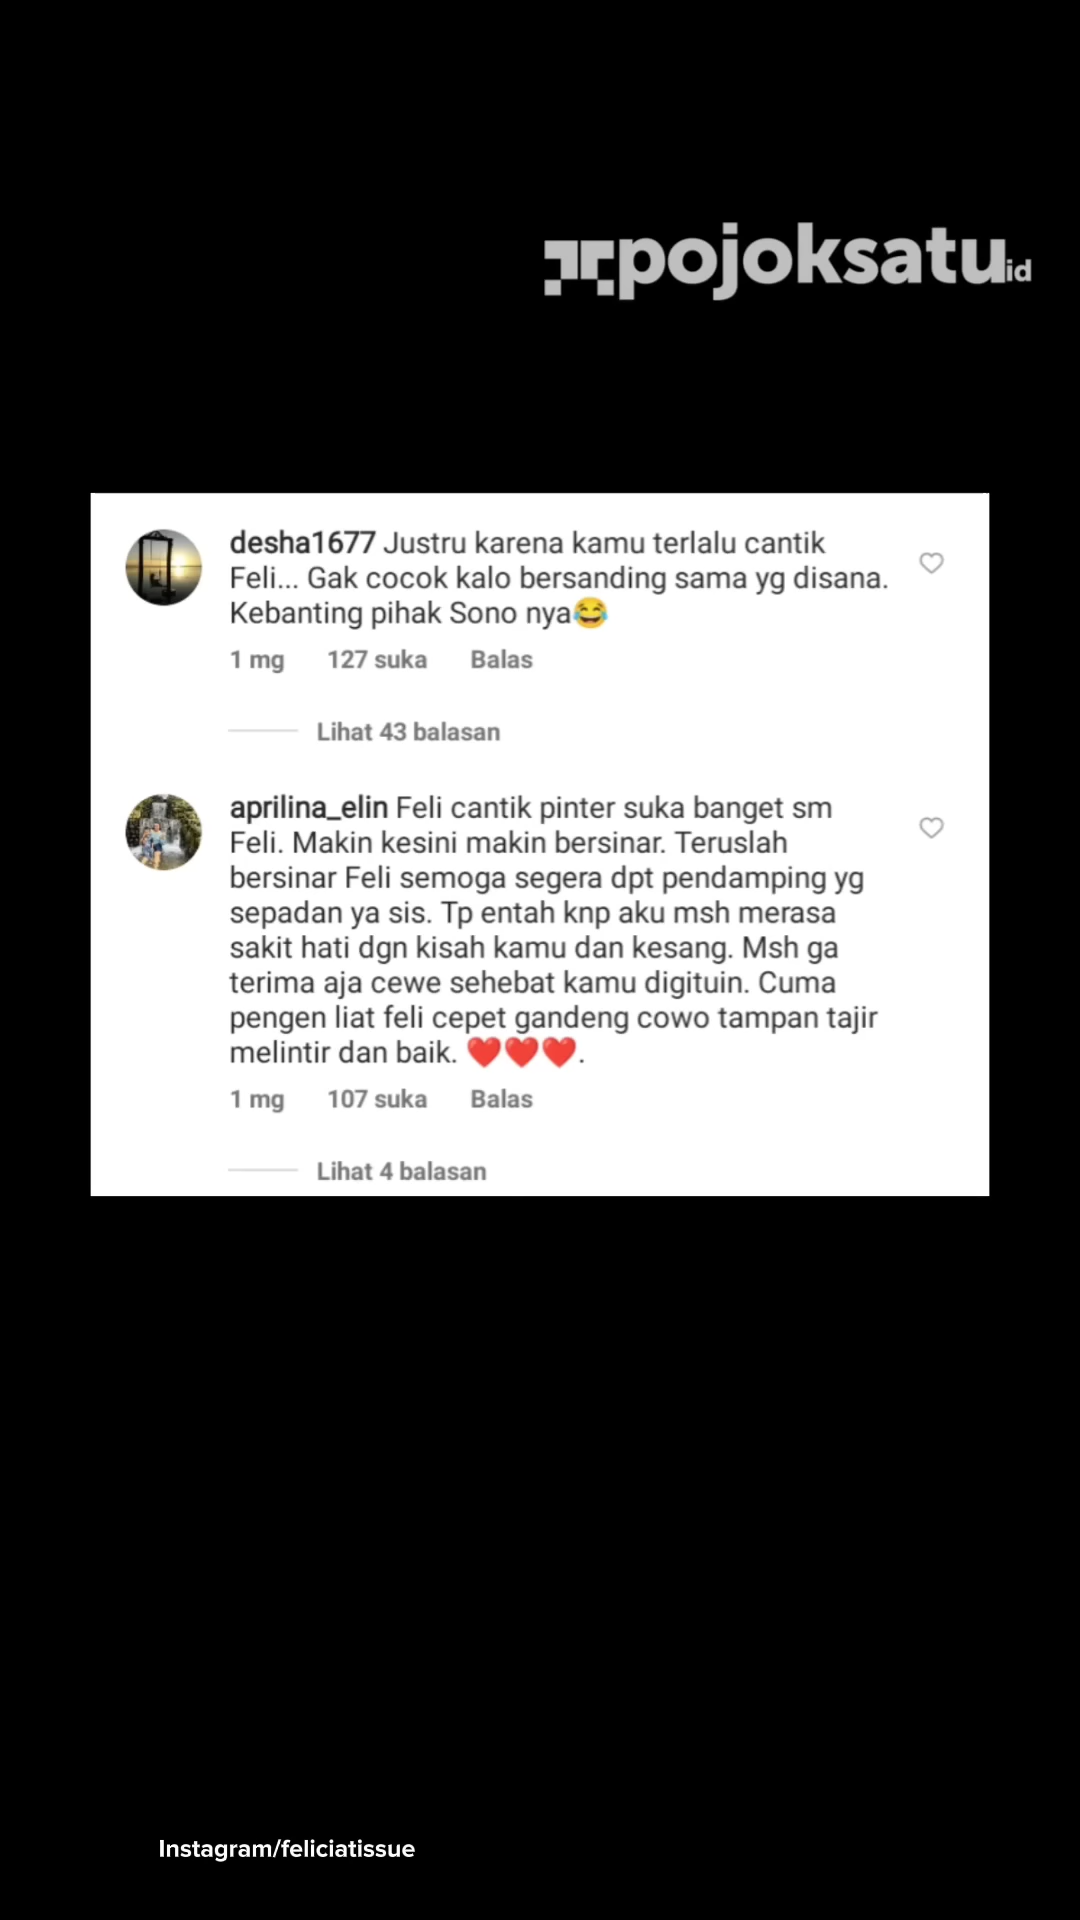 pojoksatu.id
desha1677 Justru karena kamu terlalu cantik
Feli... Gak cocok kalo bersanding sama yg disana.
Kebanting pihak Sono nya😂
1 mg 127 suka Balas
Lihat 43 balasan
aprilina_elin Feli cantik pinter suka banget sm
Feli. Makin kesini makin bersinar. Teruslah
bersinar Feli semoga segera dpt pendamping yg
sepadan ya sis. Tp entah knp aku msh merasa
sakit hati dgn kisah kamu dan kesang. Msh ga
terima aja cewe sehebat kamu digituin. Cuma
pengen liat feli cepet gandeng cowo tampan tajir
melintir dan baik. ❤️❤️❤️.
1 mg 107 suka Balas
Lihat 4 balasan
Instagram/feliciatissue